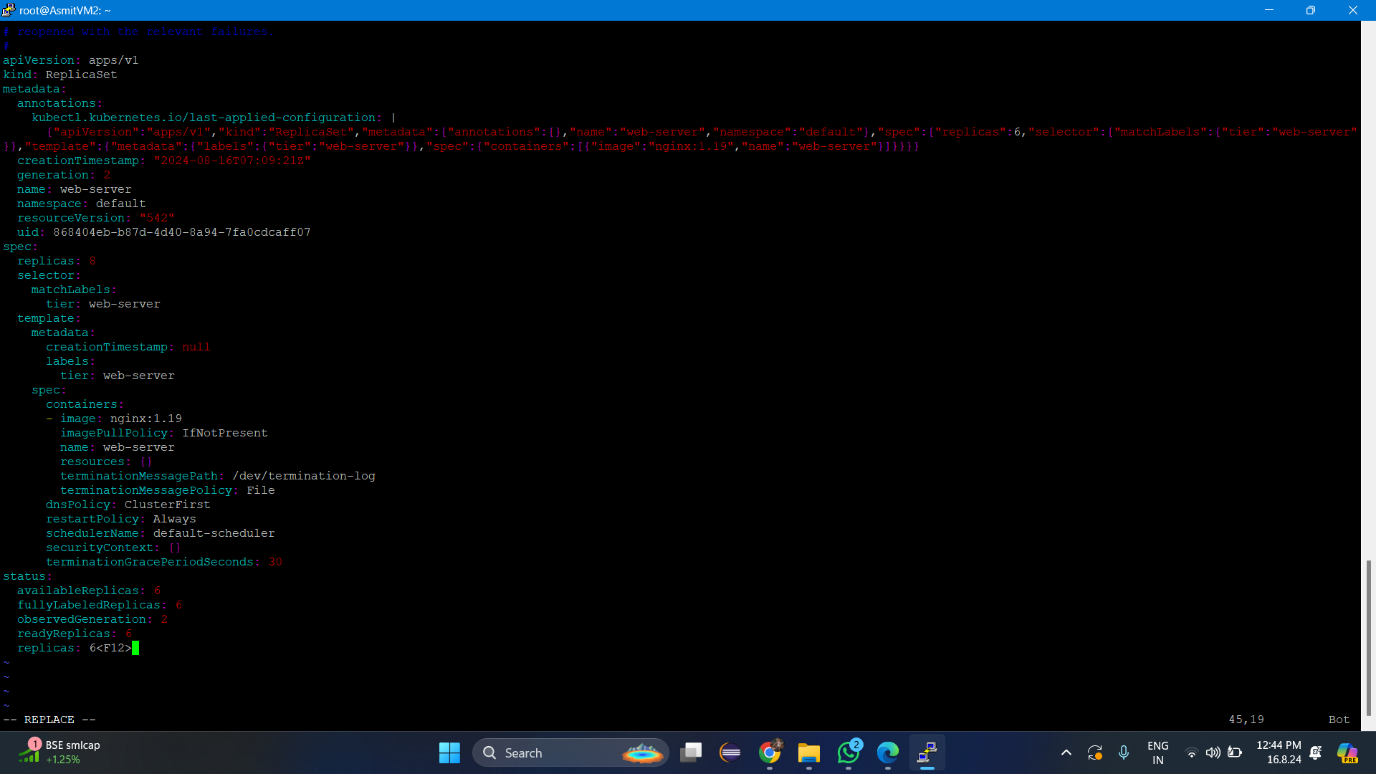 root@AsmitVM2: ~
# reopened with the relevant failures.
#
apiVersion: apps/v1
kind: ReplicaSet
metadata:
  annotations:
    kubectl.kubernetes.io/last-applied-configuration: |
      {"apiVersion":"apps/v1","kind":"ReplicaSet","metadata":{"annotations":{},"name":"web-server","namespace":"default"},"spec":{"replicas":6,"selector":{"matchLabels":{"tier":"web-server"
}},"template":{"metadata":{"labels":{"tier":"web-server"}},"spec":{"containers":[{"image":"nginx:1.19","name":"web-server"}]}}}}
  creationTimestamp: "2024-08-16T07:09:21Z"
  generation: 2
  name: web-server
  namespace: default
  resourceVersion: "542"
  uid: 868404eb-b87d-4d40-8a94-7fa0cdcaff07
spec:
  replicas: 8
  selector:
    matchLabels:
      tier: web-server
  template:
    metadata:
      creationTimestamp: null
      labels:
        tier: web-server
    spec:
      containers:
      - image: nginx:1.19
        imagePullPolicy: IfNotPresent
        name: web-server
        resources: {}
        terminationMessagePath: /dev/termination-log
        terminationMessagePolicy: File
      dnsPolicy: ClusterFirst
      restartPolicy: Always
      schedulerName: default-scheduler
      securityContext: {}
      terminationGracePeriodSeconds: 30
status:
  availableReplicas: 6
  fullyLabeledReplicas: 6
  observedGeneration: 2
  readyReplicas: 6
  replicas: 6<F12>
~
~
~
~
-- REPLACE -- 45,19 Bot
1 BSE smlcap
+1.25%
Search
2
ENG
IN
12:44 PM
16.8.24
PRE